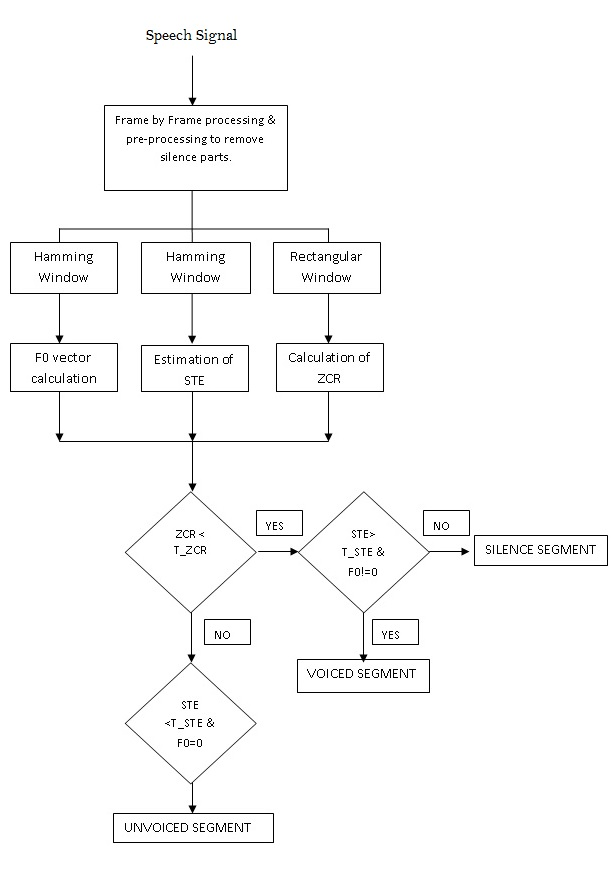 Speech Signal
Frame by Frame processing &
pre-processing to remove
silence parts.
Hamming
Window
Hamming
Window
Rectangular
Window
F0 vector
calculation
Estimation of
STE
Calculation of
ZCR
ZCR <
T_ZCR
YES
STE>
T_STE &
F0!=0
NO
SILENCE SEGMENT
NO
YES
VOICED SEGMENT
STE
<T_STE &
F0=0
UNVOICED SEGMENT